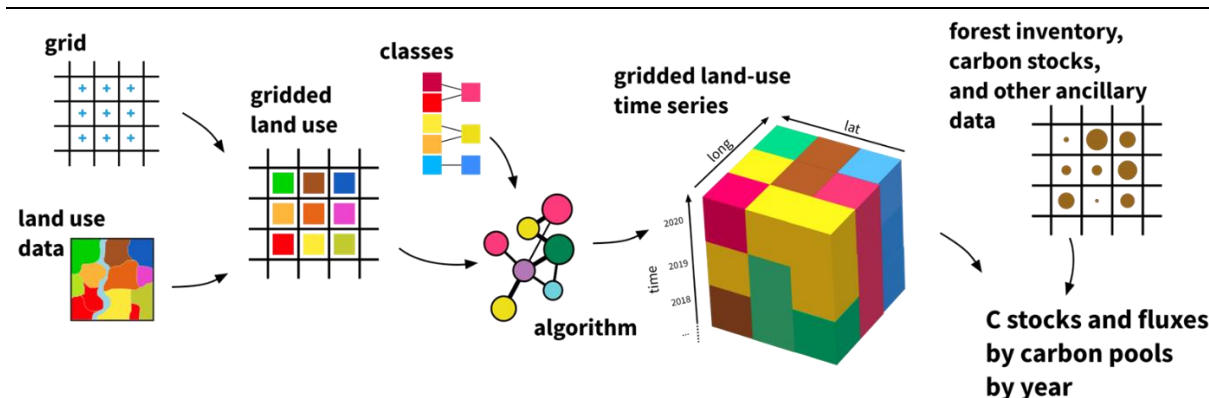 grid
land use
data
gridded
land use
classes
algorithm
gridded land-use
time series
long
lat
time
2020
2019
2018
...
forest inventory,
carbon stocks,
and other ancillary
data
C stocks and fluxes
by carbon pools
by year